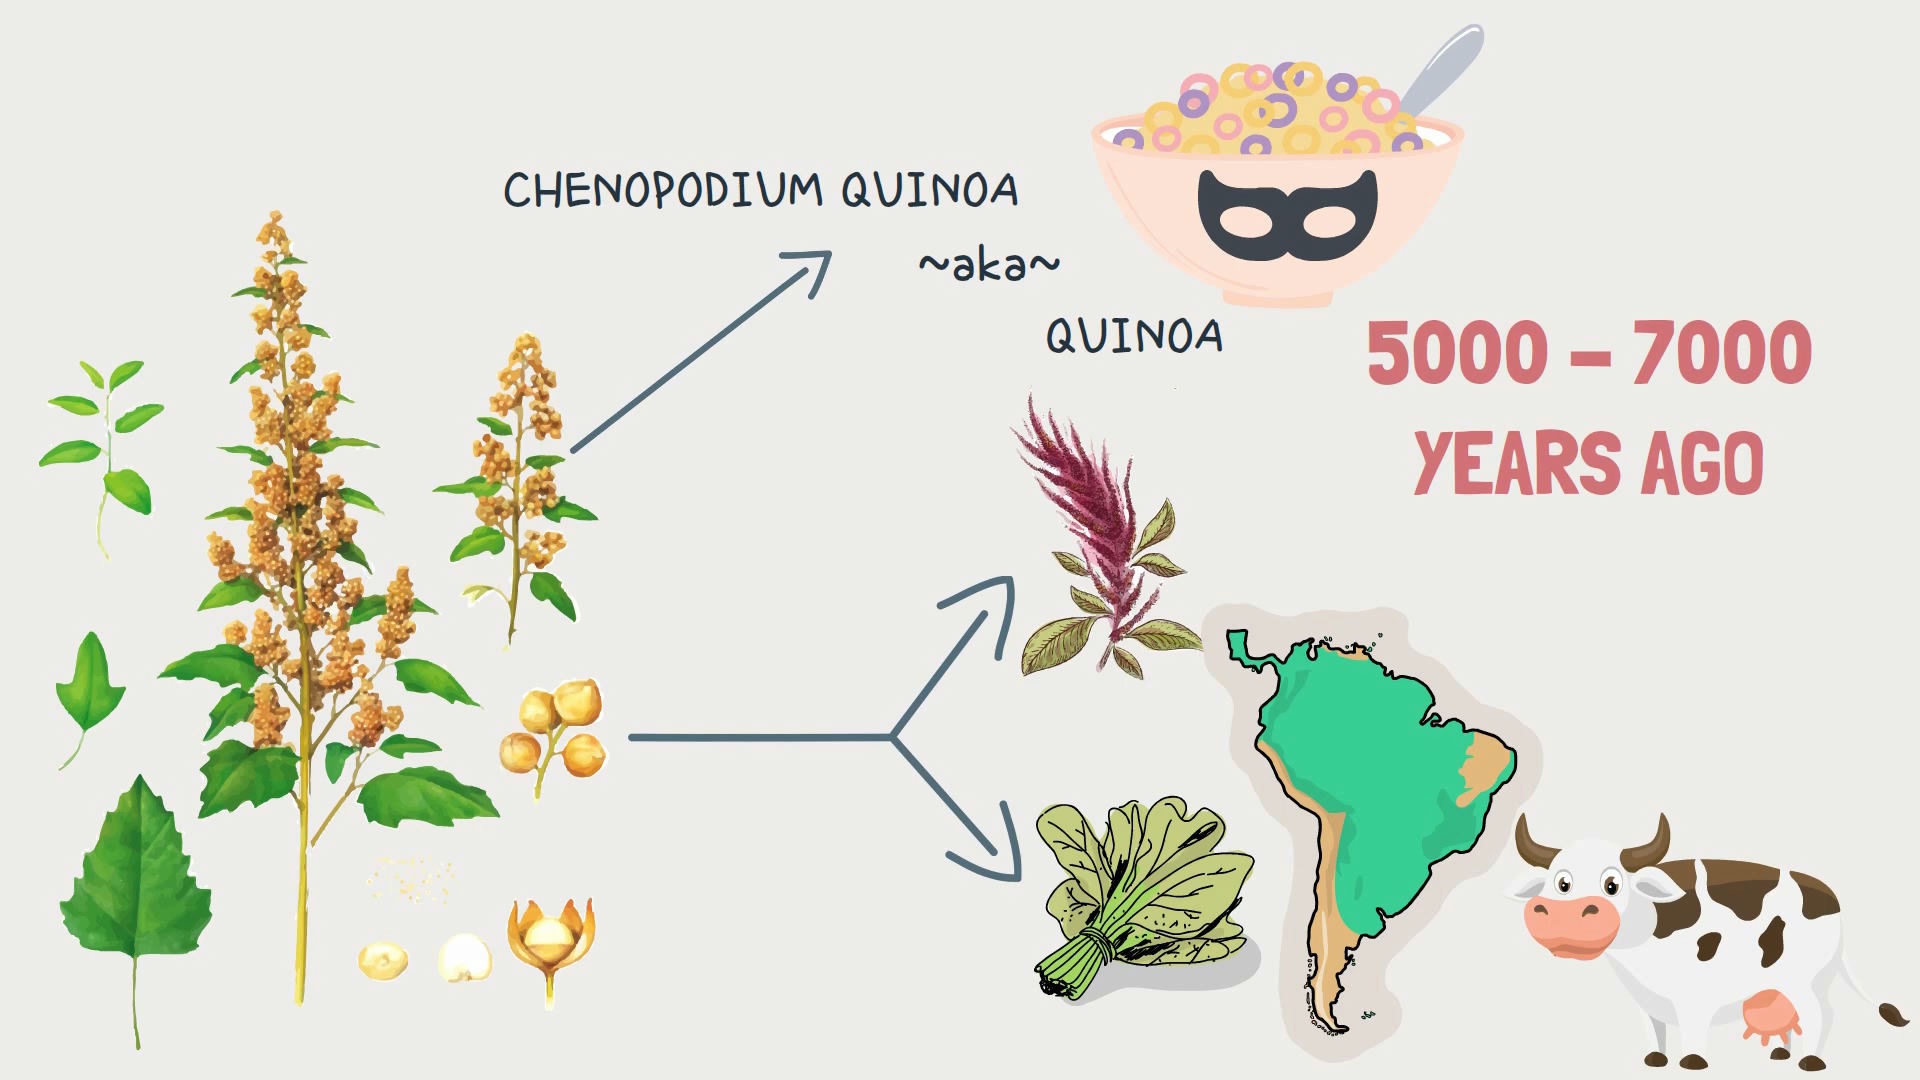 CHENOPODIUM QUINOA
~aka~
QUINOA
5000 – 7000
YEARS AGO